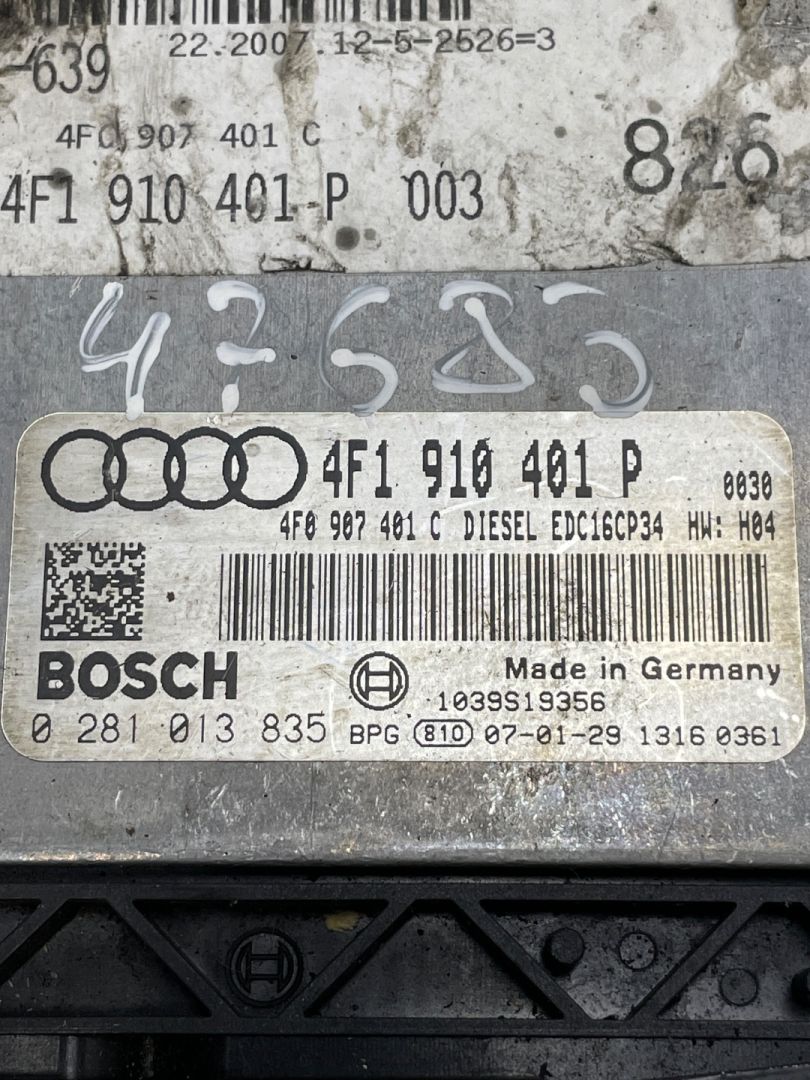 22.2007.12-5-2526=3
-639
4F0 907 401 C
826
4F1 910 401 P 003
47685
4F1 910 401 P 0030
4F0 907 401 C DIESEL EDC16CP34 HW: H04
BOSCH
Made in Germany
1039S19356
0 281 013 835 BPG 810 07-01-29 1316 0361